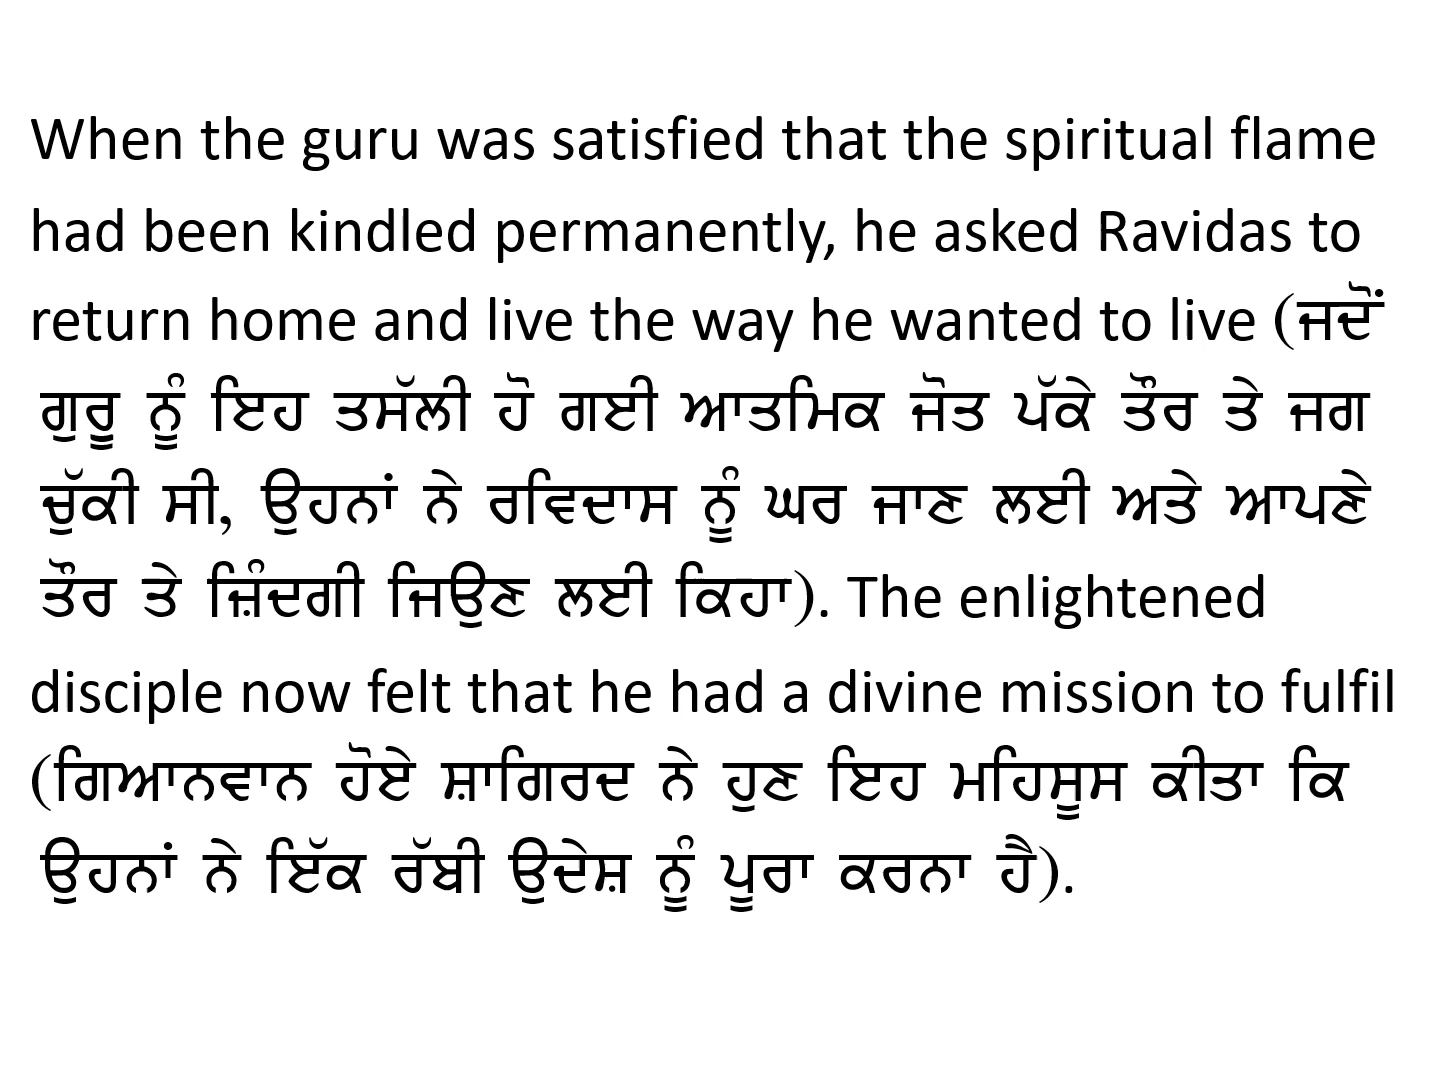 When the guru was satisfied that the spiritual flame
had been kindled permanently, he asked Ravidas to
return home and live the way he wanted to live (ਜਦੋਂ
ਗੁਰੂ ਨੂੰ ਇਹ ਤਸੱਲੀ ਹੋ ਗਈ ਆਤਮਿਕ ਜੋਤ ਪੱਕੇ ਤੌਰ ਤੇ ਜਗ
ਚੁੱਕੀ ਸੀ, ਉਹਨਾਂ ਨੇ ਰਵਿਦਾਸ ਨੂੰ ਘਰ ਜਾਣ ਲਈ ਅਤੇ ਆਪਣੇ
ਤੌਰ ਤੇ ਜ਼ਿੰਦਗੀ ਜਿਉਣ ਲਈ ਕਿਹਾ). The enlightened
disciple now felt that he had a divine mission to fulfil
(ਗਿਆਨਵਾਨ ਹੋਏ ਸ਼ਾਗਿਰਦ ਨੇ ਹੁਣ ਇਹ ਮਹਿਸੂਸ ਕੀਤਾ ਕਿ
ਉਹਨਾਂ ਨੇ ਇੱਕ ਰੱਬੀ ਉਦੇਸ਼ ਨੂੰ ਪੂਰਾ ਕਰਨਾ ਹੈ).